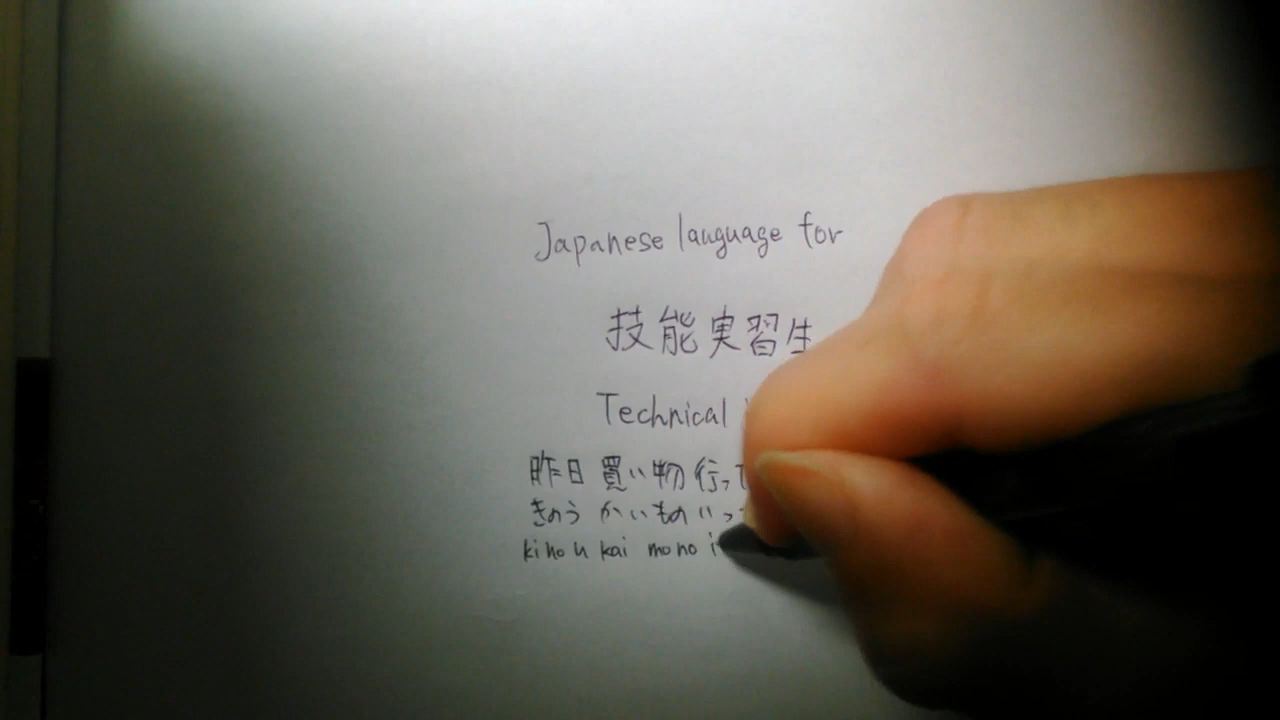 Japanese language for
技能実習生
Technical
昨日 買い物 行っ
きのう かいもの いっ
kinou kai mono i